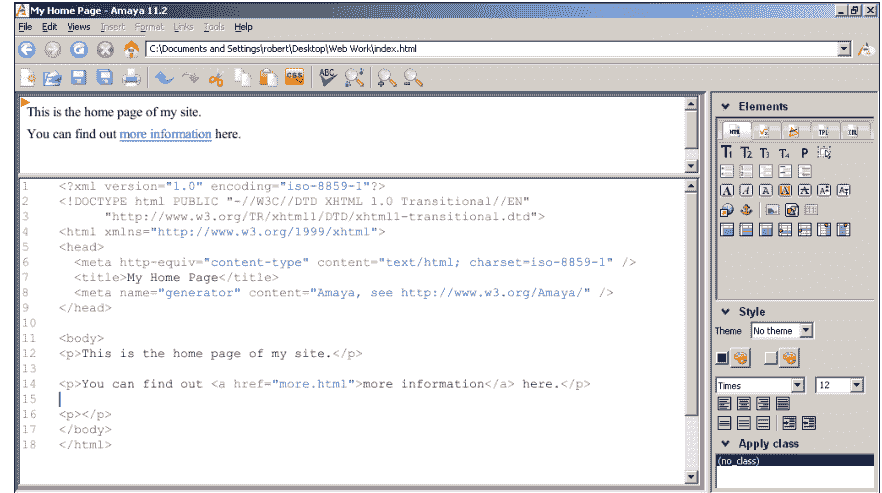 My Home Page - Amaya 11.2
File Edit Views Insert Format Links Tools Help
C:\Documents and Settings\robert\Desktop\Web Work\index.html
CSS ABC
This is the home page of my site.
You can find out more information here.
1 <?xml version="1.0" encoding="iso-8859-1"?>
2 <!DOCTYPE html PUBLIC "-//W3C//DTD XHTML 1.0 Transitional//EN"
3 "http://www.w3.org/TR/xhtml1/DTD/xhtml1-transitional.dtd">
4 <html xmlns="http://www.w3.org/1999/xhtml">
5 <head>
6 <meta http-equiv="content-type" content="text/html; charset=iso-8859-1" />
7 <title>My Home Page</title>
8 <meta name="generator" content="Amaya, see http://www.w3.org/Amaya/" />
9 </head>
10
11 <body>
12 <p>This is the home page of my site.</p>
13
14 <p>You can find out <a href="more.html">more information</a> here.</p>
15
16 <p></p>
17 </body>
18 </html>
Elements
TPL XML
T1 T2 T3 T4 P
Style
Theme No theme
Times 12
Apply class
(no_class)